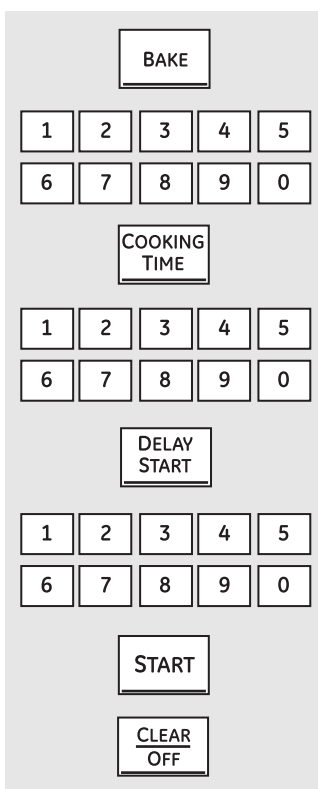 BAKE
1 2 3 4 5
6 7 8 9 0
COOKING
TIME
1 2 3 4 5
6 7 8 9 0
DELAY
START
1 2 3 4 5
6 7 8 9 0
START
CLEAR
OFF